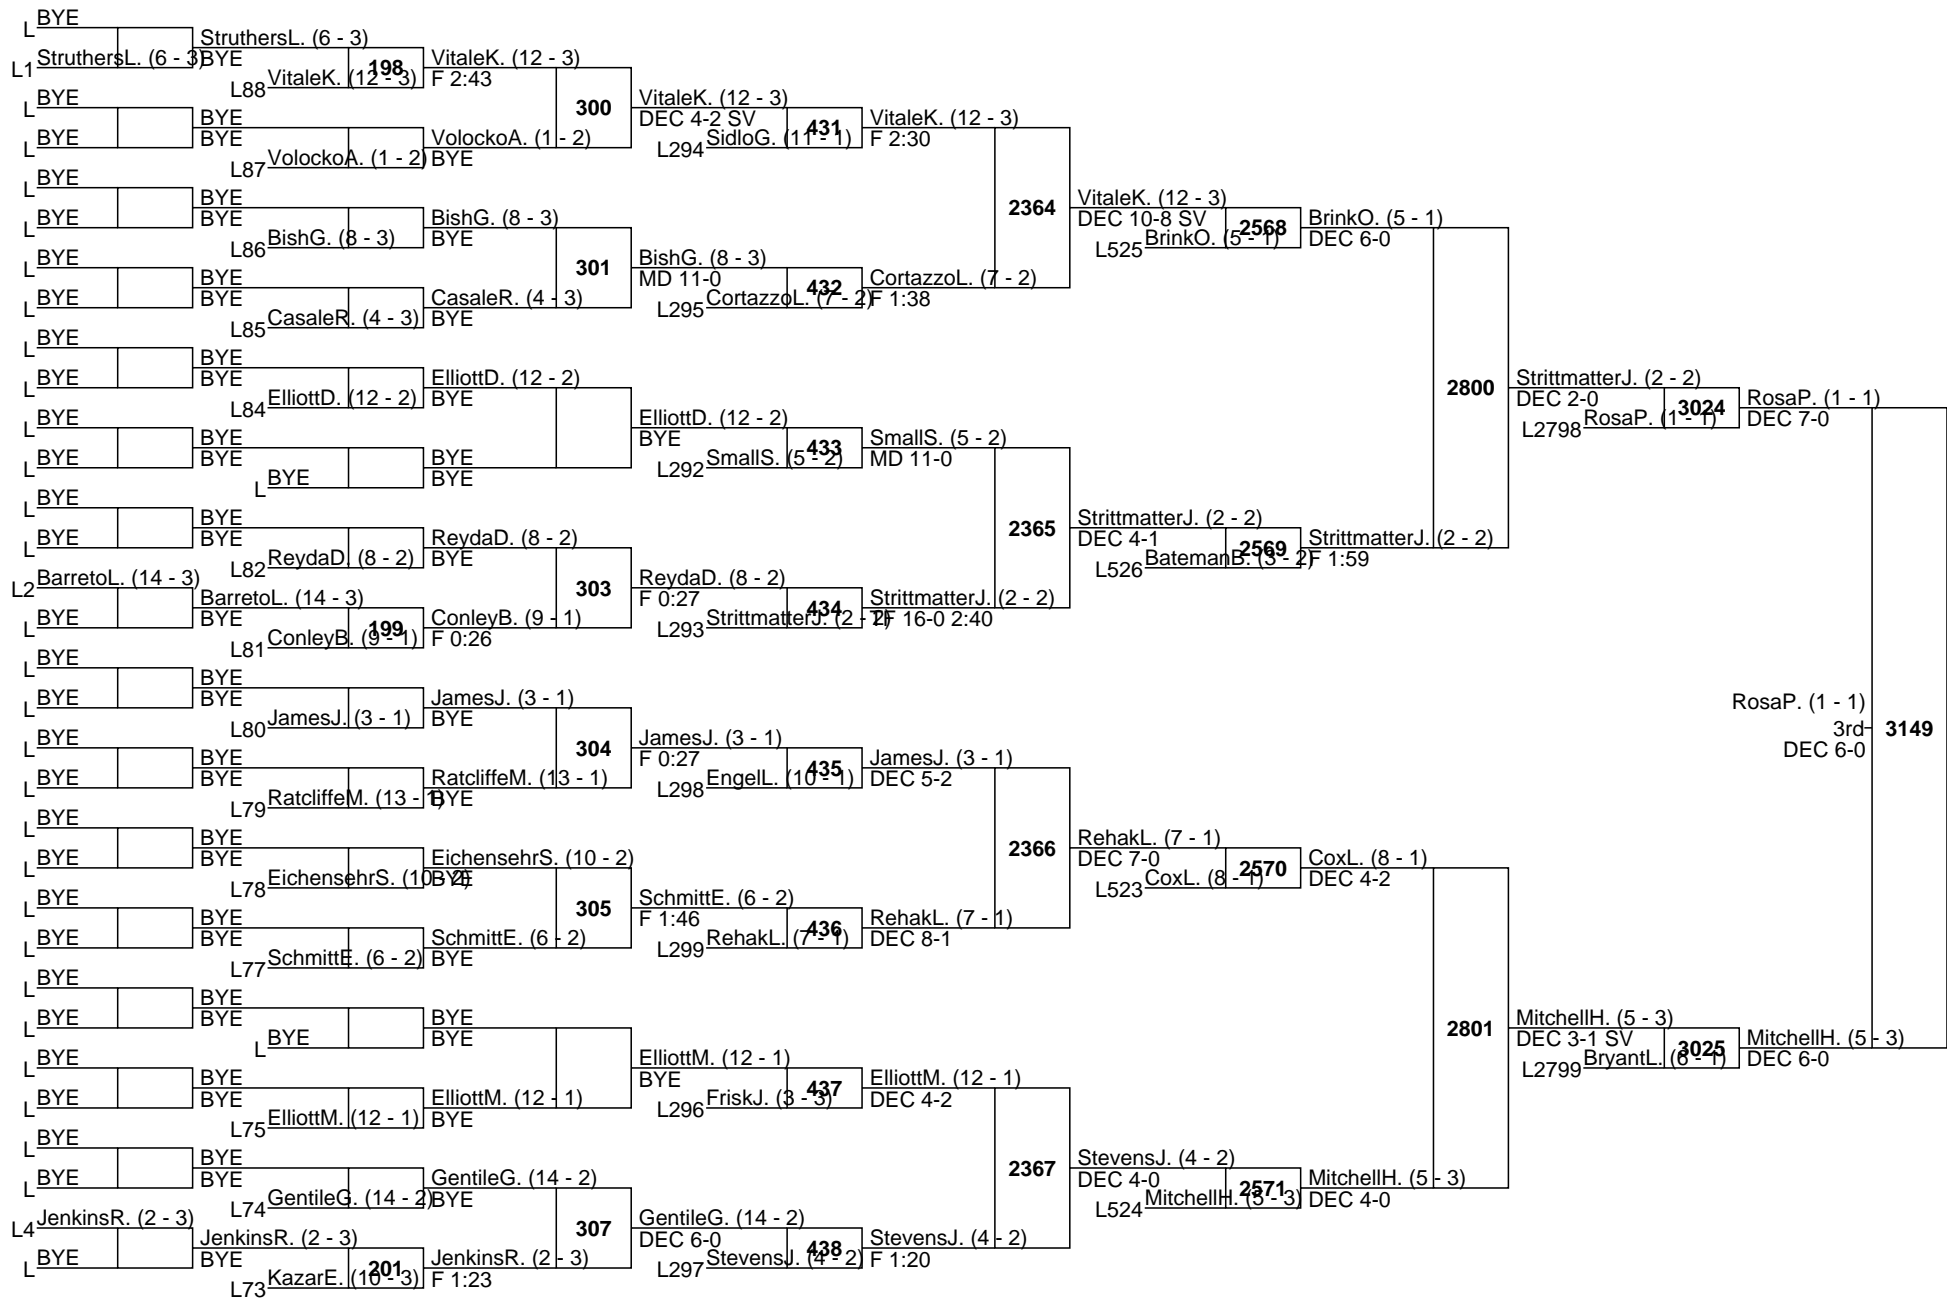 BYE
L
StruthersL. (6 - 3)
L1
StruthersL. (6 - 3)
BYE
198
VitaleK. (12 - 3)
L88
VitaleK. (12 - 3)
F 2:43
BYE
L
BYE
L
BYE
BYE
VolockoA. (1 - 2)
L87
VolockoA. (1 - 2)
BYE
300
VitaleK. (12 - 3)
DEC 4-2 SV
431
SidloG. (11 - 1)
L294
VitaleK. (12 - 3)
F 2:30
BYE
L
BYE
L
BYE
BYE
BishG. (8 - 3)
L86
BishG. (8 - 3)
BYE
BYE
L
BYE
L
BYE
BYE
CasaleR. (4 - 3)
L85
CasaleR. (4 - 3)
BYE
301
BishG. (8 - 3)
MD 11-0
432
CortazzoL. (7 - 2)
L295
CortazzoL. (7 - 2)
F 1:38
2364
VitaleK. (12 - 3)
DEC 10-8 SV
2568
BrinkO. (5 - 1)
L525
BrinkO. (5 - 1)
DEC 6-0
BYE
L
BYE
L
BYE
BYE
ElliottD. (12 - 2)
L84
ElliottD. (12 - 2)
BYE
BYE
L
BYE
L
BYE
BYE
BYE
L
BYE
BYE
ElliottD. (12 - 2)
BYE
433
SmallS. (5 - 2)
L292
SmallS. (5 - 2)
MD 11-0
BYE
L
BYE
L
BYE
BYE
ReydaD. (8 - 2)
L82
ReydaD. (8 - 2)
BYE
BarretoL. (14 - 3)
L2
BYE
L
BarretoL. (14 - 3)
BYE
199
ConleyB. (9 - 1)
L81
ConleyB. (9 - 1)
F 0:26
303
ReydaD. (8 - 2)
F 0:27
434
StrittmatterJ. (2 - 2)
L293
StrittmatterJ. (2 - 2)
TF 16-0 2:40
2365
StrittmatterJ. (2 - 2)
DEC 4-1
2569
BatemanB. (3 - 2)
L526
StrittmatterJ. (2 - 2)
F 1:59
2800
StrittmatterJ. (2 - 2)
DEC 2-0
3024
RosaP. (1 - 1)
L2798
RosaP. (1 - 1)
DEC 7-0
BYE
L
BYE
L
BYE
BYE
JamesJ. (3 - 1)
L80
JamesJ. (3 - 1)
BYE
BYE
L
BYE
L
BYE
BYE
RatcliffeM. (13 - 1)
L79
RatcliffeM. (13 - 1)
BYE
304
JamesJ. (3 - 1)
F 0:27
435
EngelL. (10 - 1)
L298
JamesJ. (3 - 1)
DEC 5-2
BYE
L
BYE
L
BYE
BYE
EichensehrS. (10 - 2)
L78
EichensehrS. (10 - 2)
BYE
BYE
L
BYE
L
BYE
BYE
SchmittE. (6 - 2)
L77
SchmittE. (6 - 2)
BYE
305
SchmittE. (6 - 2)
F 1:46
436
RehakL. (7 - 1)
L299
RehakL. (7 - 1)
DEC 8-1
2366
RehakL. (7 - 1)
DEC 7-0
2570
CoxL. (8 - 1)
L523
CoxL. (8 - 1)
DEC 4-2
BYE
L
BYE
L
BYE
BYE
BYE
L
BYE
BYE
BYE
L
BYE
L
BYE
BYE
ElliottM. (12 - 1)
L75
ElliottM. (12 - 1)
BYE
ElliottM. (12 - 1)
BYE
437
FriskJ. (3 - 3)
L296
ElliottM. (12 - 1)
DEC 4-2
BYE
L
BYE
L
BYE
BYE
GentileG. (14 - 2)
L74
GentileG. (14 - 2)
BYE
JenkinsR. (2 - 3)
L4
BYE
L
JenkinsR. (2 - 3)
BYE
201
KazarE. (10 - 3)
L73
JenkinsR. (2 - 3)
F 1:23
307
GentileG. (14 - 2)
DEC 6-0
438
StevensJ. (4 - 2)
L297
StevensJ. (4 - 2)
F 1:20
2367
StevensJ. (4 - 2)
DEC 4-0
2571
MitchellH. (5 - 3)
L524
MitchellH. (5 - 3)
DEC 4-0
2801
MitchellH. (5 - 3)
DEC 3-1 SV
3025
BryantL. (6 - 1)
L2799
MitchellH. (5 - 3)
DEC 6-0
RosaP. (1 - 1)
3rd
DEC 6-0
3149